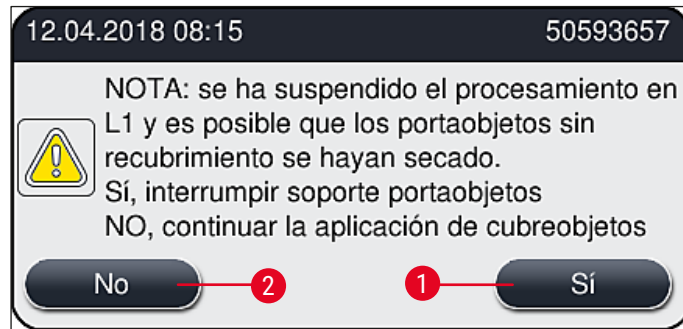 12.04.2018 08:15 50593657
NOTA: se ha suspendido el procesamiento en
L1 y es posible que los portaobjetos sin
recubrimiento se hayan secado.
Sí, interrumpir soporte portaobjetos
NO, continuar la aplicación de cubreobjetos
No 2 1 Sí